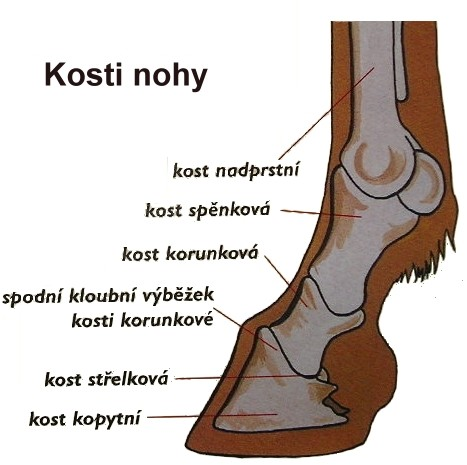 Kosti nohy
kost nadprstní
kost spěnková
kost korunková
spodní kloubní výběžek
kosti korunkové
kost střelková
kost kopytní